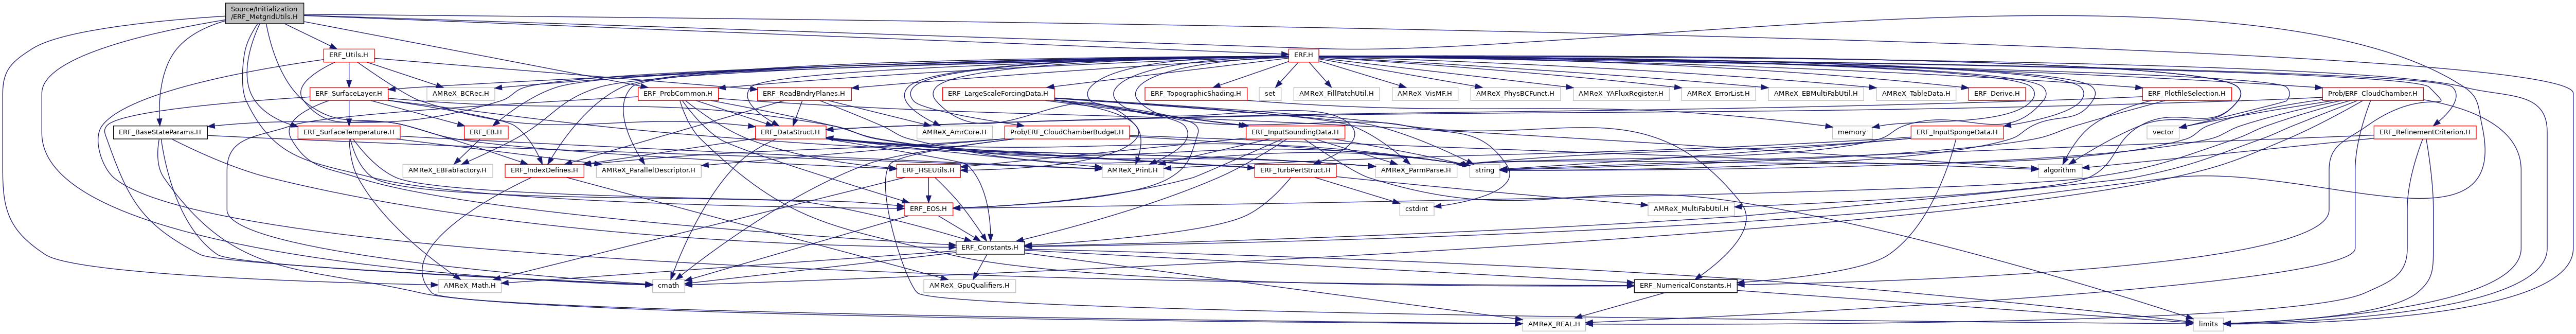 Source/Initialization
/ERF_MetgridUtils.H
ERF_Utils.H
ERF.H
ERF_SurfaceLayer.H
AMReX_BCRec.H
ERF_ProbCommon.H
ERF_ReadBndryPlanes.H
ERF_LargeScaleForcingData.H
ERF_TopographicShading.H
set
AMReX_FillPatchUtil.H
AMReX_VisMF.H
AMReX_PhysBCFunct.H
AMReX_YAFluxRegister.H
AMReX_ErrorList.H
AMReX_EBMultiFabUtil.H
AMReX_TableData.H
ERF_Derive.H
ERF_PlotfileSelection.H
Prob/ERF_CloudChamber.H
ERF_BaseStateParams.H
ERF_SurfaceTemperature.H
ERF_EB.H
ERF_DataStruct.H
AMReX_AmrCore.H
Prob/ERF_CloudChamberBudget.H
ERF_InputSoundingData.H
memory
ERF_InputSpongeData.H
vector
ERF_RefinementCriterion.H
AMReX_EBFabFactory.H
ERF_IndexDefines.H
AMReX_ParallelDescriptor.H
ERF_HSEUtils.H
AMReX_Print.H
ERF_TurbPertStruct.H
AMReX_ParmParse.H
string
algorithm
ERF_EOS.H
cstdint
AMReX_MultiFabUtil.H
ERF_Constants.H
AMReX_Math.H
cmath
AMReX_GpuQualifiers.H
ERF_NumericalConstants.H
AMReX_REAL.H
limits